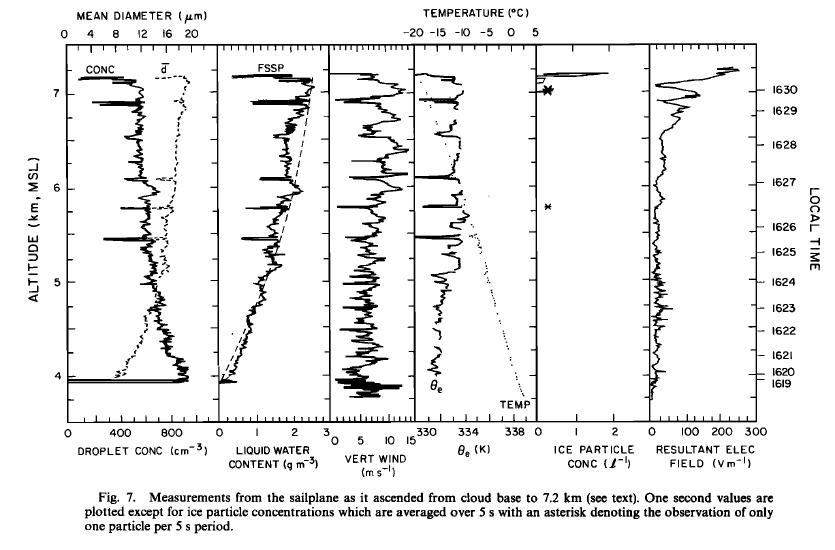 MEAN DIAMETER (μm)
0 4 8 12 16 20
TEMPERATURE (°C)
-20 -15 -10 -5 0 5
CONC
d̅
FSSP
7
6
5
4
ALTITUDE (km, MSL)
θe
TEMP
1630
1629
1628
1627
1626
1625
1624
1623
1622
1621
1620
1619
LOCAL TIME
0 400 800
DROPLET CONC (cm-3)
0 1 2 3
LIQUID WATER
CONTENT (g m-3)
0 5 10 15
VERT WIND
(m s-1)
330 334 338
θe (K)
0 1 2
ICE PARTICLE
CONC (ℓ-1)
0 100 200 300
RESULTANT ELEC
FIELD (V m-1)
Fig. 7. Measurements from the sailplane as it ascended from cloud base to 7.2 km (see text). One second values are
plotted except for ice particle concentrations which are averaged over 5 s with an asterisk denoting the observation of only
one particle per 5 s period.